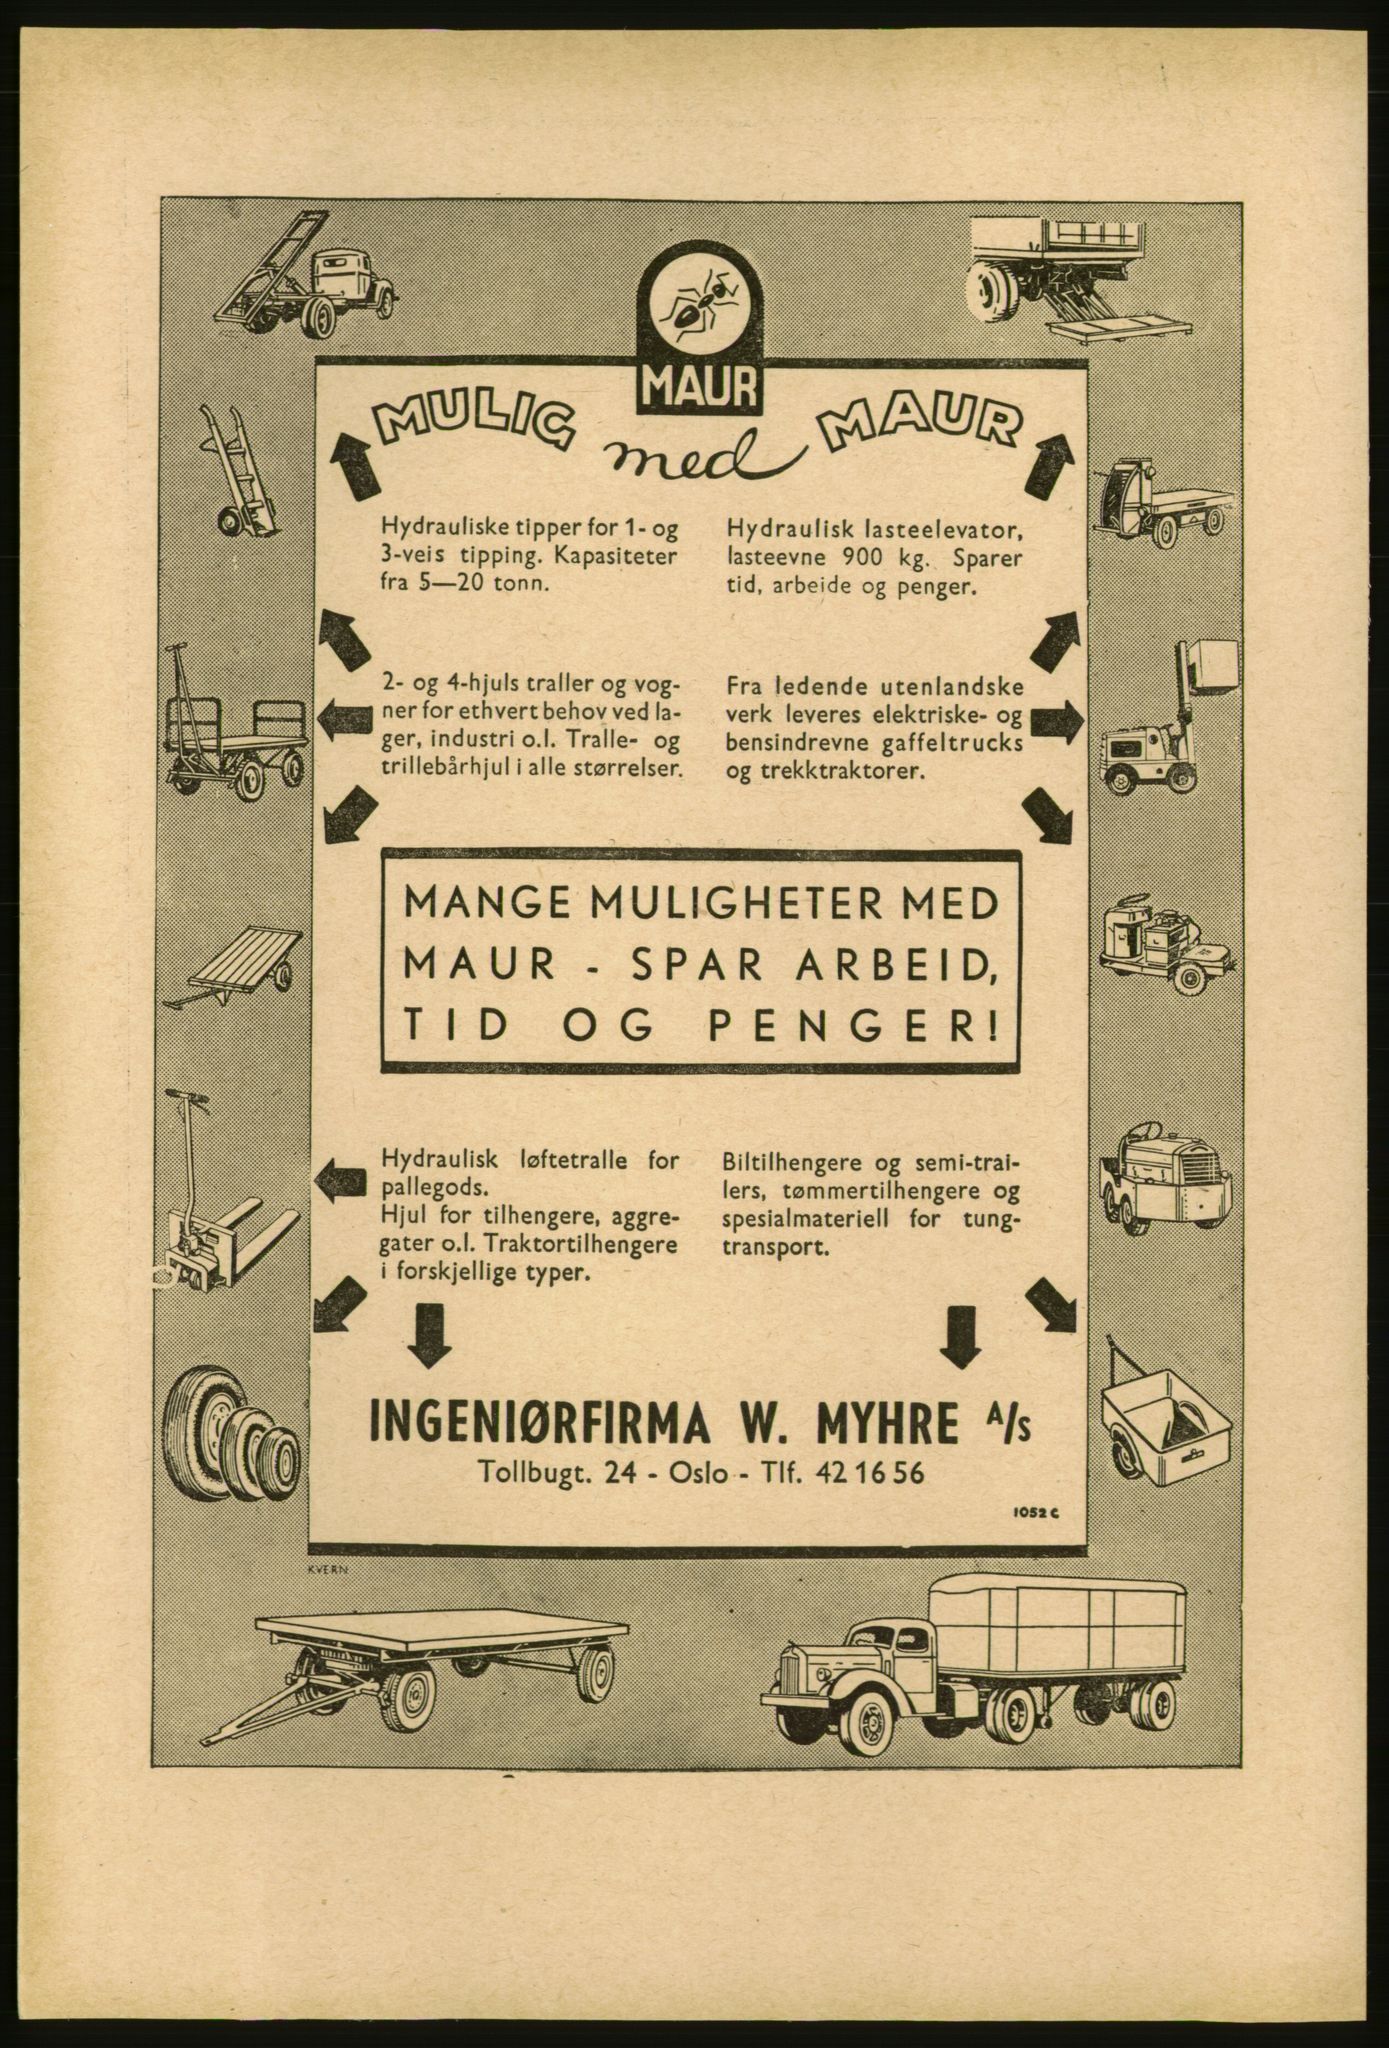 MAUR
MULIG med MAUR
Hydrauliske tipper for 1- og
3-veis tipping. Kapasiteter
fra 5—20 tonn.
Hydraulisk lasteelevator,
lasteevne 900 kg. Sparer
tid, arbeide og penger.
2- og 4-hjuls traller og vog-
ner for ethvert behov ved la-
ger, industri o.l. Tralle- og
trillebårhjul i alle størrelser.
Fra ledende utenlandske
verk leveres elektriske- og
bensindrevne gaffeltrucks
og trekktraktorer.
MANGE MULIGHETER MED
MAUR - SPAR ARBEID,
TID OG PENGER!
Hydraulisk løftetralle for
pallegods.
Hjul for tilhengere, aggre-
gater o.l. Traktortilhengere
i forskjellige typer.
Biltilhengere og semi-trai-
lers, tømmertilhengere og
spesialmateriell for tung-
transport.
INGENIØRFIRMA W. MYHRE A/S
Tollbugt. 24 - Oslo - Tlf. 42 16 56
1052 C
KVERN